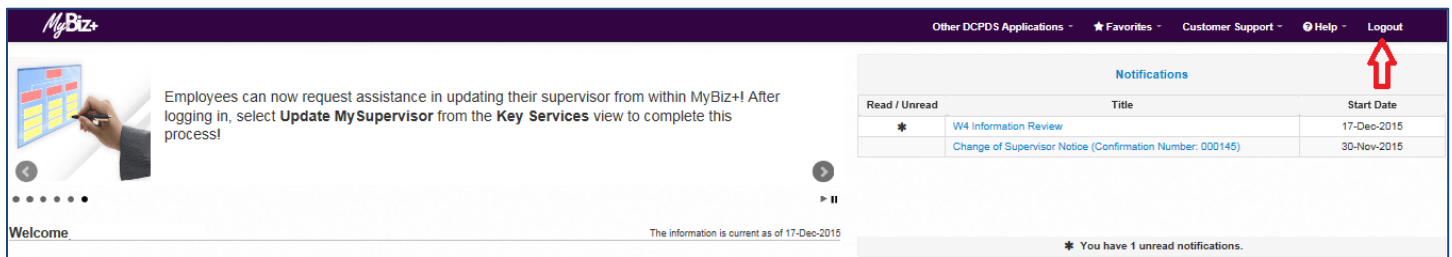 MyBiz+
Other DCPDS Applications
Favorites
Customer Support
Help
Logout
Employees can now request assistance in updating their supervisor from within MyBiz+! After
logging in, select Update My Supervisor from the Key Services view to complete this
process!
Welcome
The information is current as of 17-Dec-2015
Notifications
Read / Unread Title Start Date
* W4 Information Review 17-Dec-2015
Change of Supervisor Notice (Confirmation Number: 000145) 30-Nov-2015
* You have 1 unread notifications.